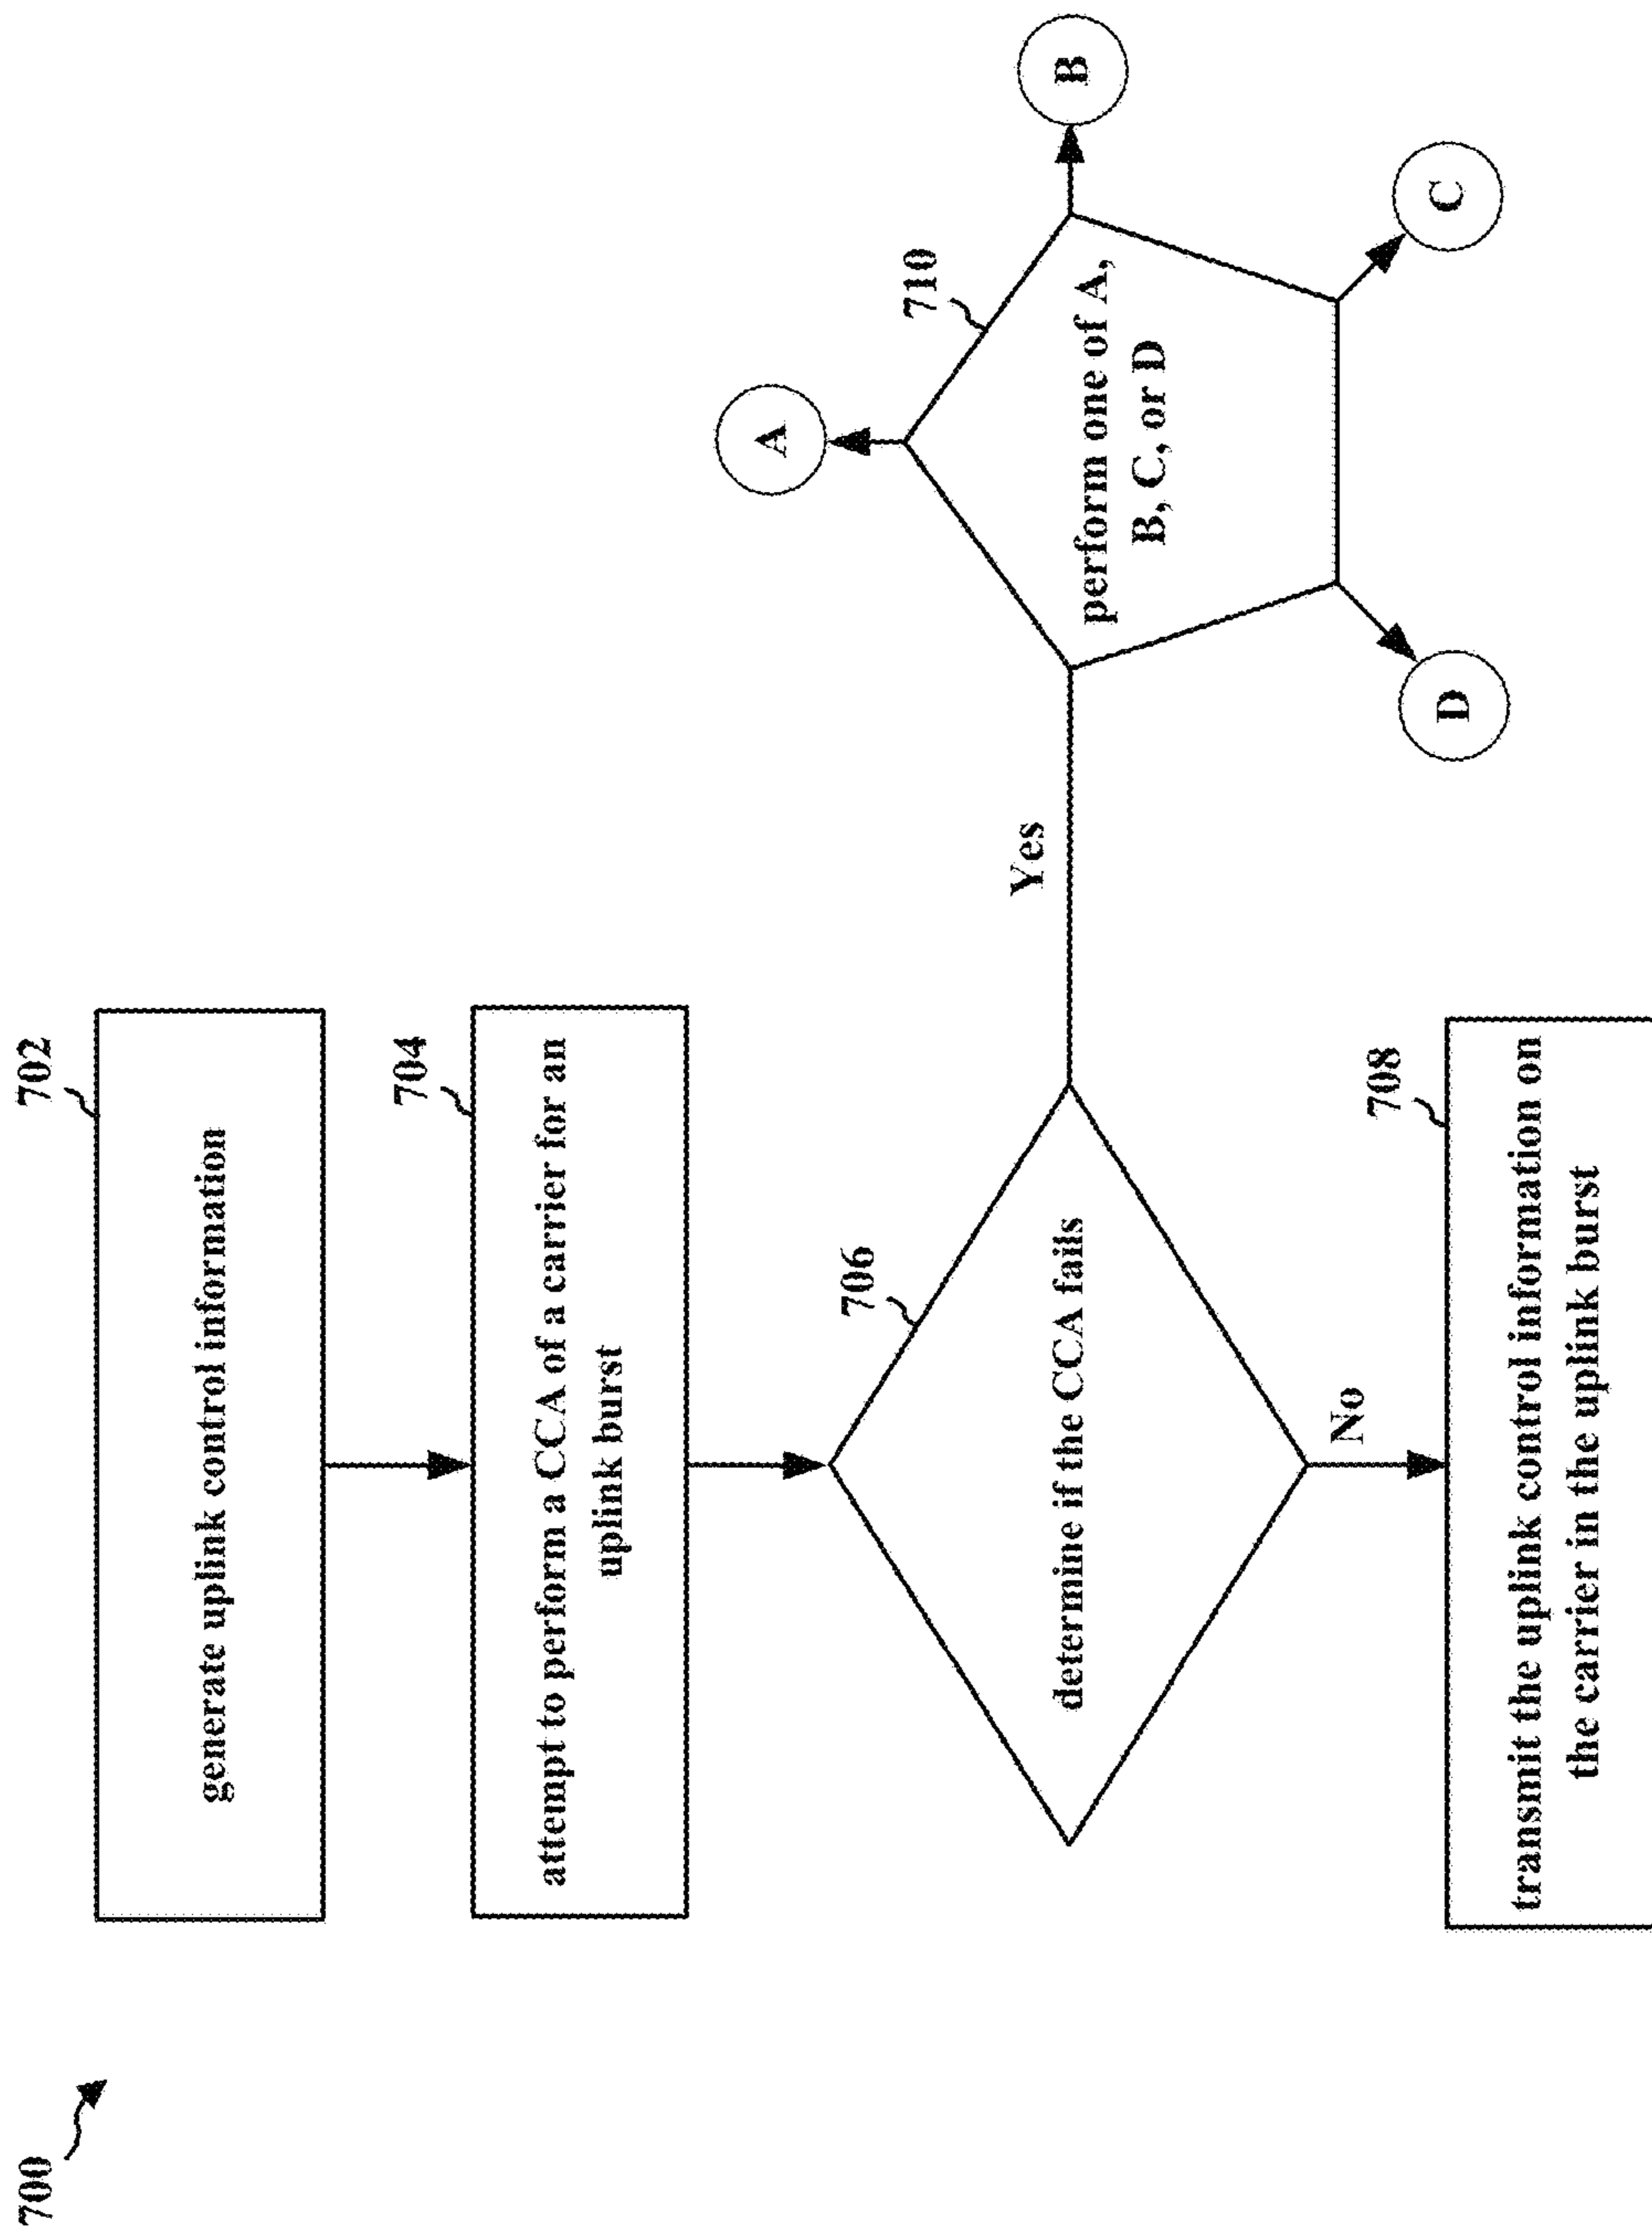 700
702
generate uplink control information
704
attempt to perform a CCA of a carrier for an
uplink burst
706
determine if the CCA fails
Yes
No
708
transmit the uplink control information on
the carrier in the uplink burst
710
perform one of A,
B, C, or D
A
B
C
D